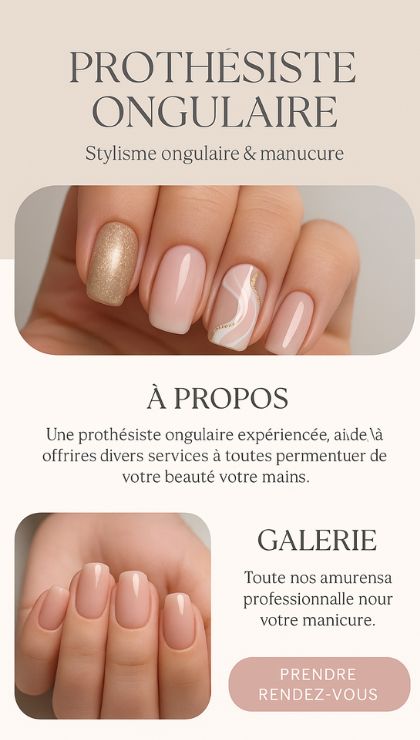 PROTHÉSISTE
ONGULAIRE
Stylisme ongulaire & manucure
À PROPOS
Une prothésiste ongulaire expériencée, à
offrires divers services à toutes permentuer de
votre beauté votre mains.
GALERIE
Toute nos amurensa
professionnalle nour
votre manicure.
PRENDRE
RENDEZ-VOUS